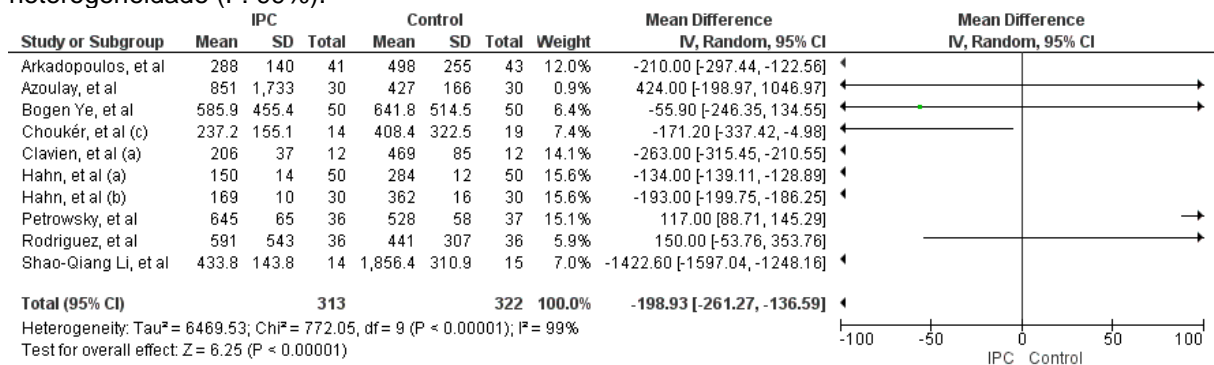 heterogeneidade (I²: 99%).
IPC Control Mean Difference Mean Difference
Study or Subgroup Mean SD Total Mean SD Total Weight IV, Random, 95% CI IV, Random, 95% CI
Arkadopoulos, et al 288 140 41 498 255 43 12.0% -210.00 [-297.44, -122.56]
Azoulay, et al 851 1,733 30 427 166 30 0.9% 424.00 [-198.97, 1046.97]
Bogen Ye, et al 585.9 455.4 50 641.8 514.5 50 6.4% -55.90 [-246.35, 134.55]
Choukér, et al (c) 237.2 155.1 14 408.4 322.5 19 7.4% -171.20 [-337.42, -4.98]
Clavien, et al (a) 206 37 12 469 85 12 14.1% -263.00 [-315.45, -210.55]
Hahn, et al (a) 150 14 50 284 12 50 15.6% -134.00 [-139.11, -128.89]
Hahn, et al (b) 169 10 30 362 16 30 15.6% -193.00 [-199.75, -186.25]
Petrowsky, et al 645 65 36 528 58 37 15.1% 117.00 [88.71, 145.29]
Rodriguez, et al 591 543 36 441 307 36 5.9% 150.00 [-53.76, 353.76]
Shao-Qiang Li, et al 433.8 143.8 14 1,856.4 310.9 15 7.0% -1422.60 [-1597.04, -1248.16]
Total (95% CI) 313 322 100.0% -198.93 [-261.27, -136.59]
Heterogeneity: Tau² = 6469.53; Chi² = 772.05, df = 9 (P < 0.00001); I² = 99%
Test for overall effect: Z = 6.25 (P < 0.00001)
-100 -50 0 50 100
IPC Control